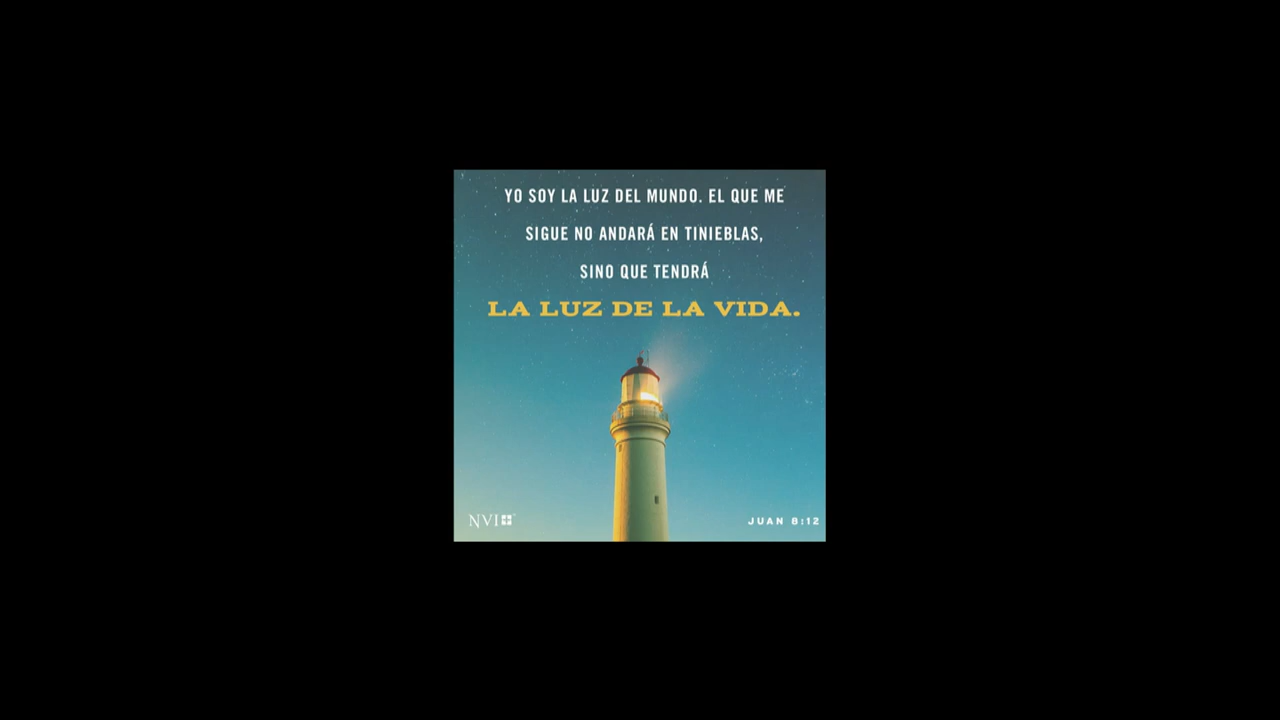 YO SOY LA LUZ DEL MUNDO. EL QUE ME
SIGUE NO ANDARÁ EN TINIEBLAS,
SINO QUE TENDRÁ
LA LUZ DE LA VIDA.
NVI
JUAN 8:12